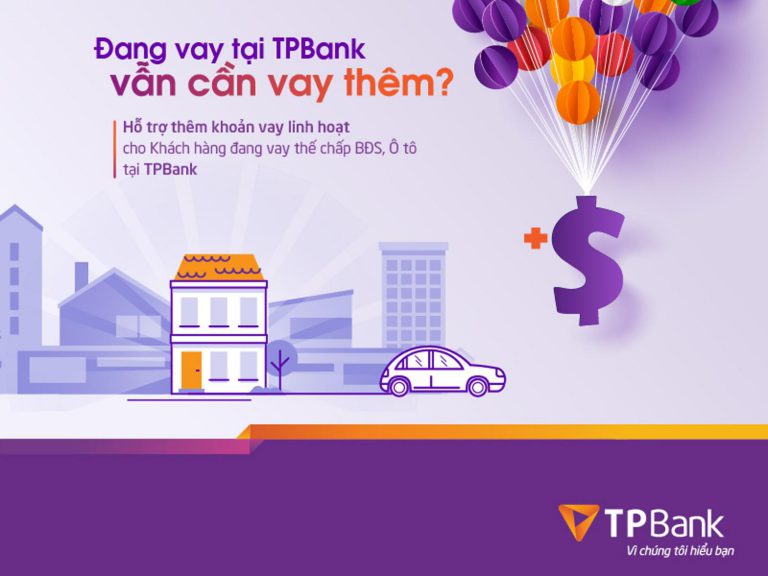 Đang vay tại TPBank
vẫn cần vay thêm?
Hỗ trợ thêm khoản vay linh hoạt
cho Khách hàng đang vay thế chấp BĐS, Ô tô
tại TPBank
+$
TPBank
Vì chúng tôi hiểu bạn